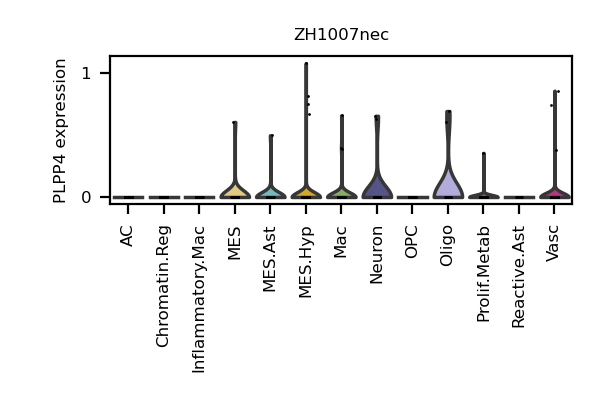 ZH1007nec
PLPP4 expression
1
0
AC
Chromatin.Reg
Inflammatory.Mac
MES
MES.Ast
MES.Hyp
Mac
Neuron
OPC
Oligo
Prolif.Metab
Reactive.Ast
Vasc